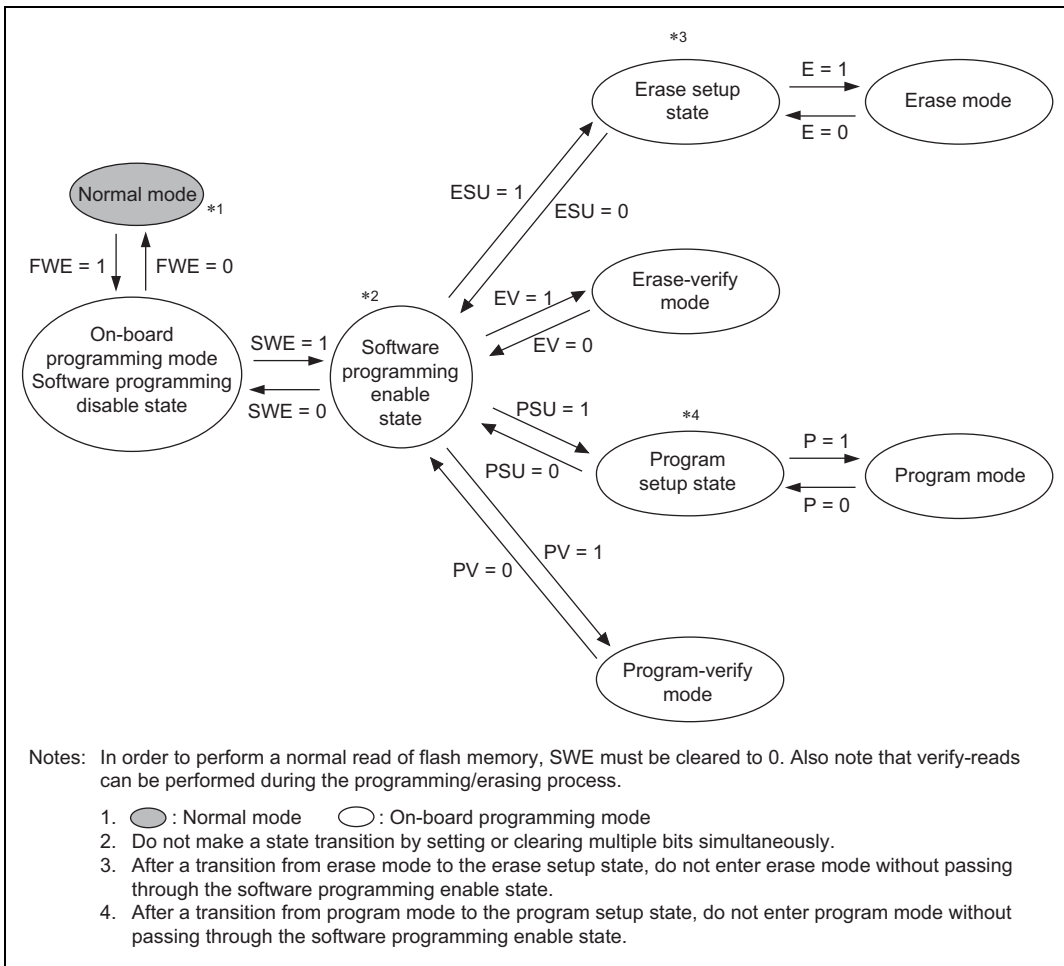 *3
Erase setup
state
E = 1
E = 0
Erase mode
Normal mode
*1
ESU = 1
ESU = 0
FWE = 1
FWE = 0
Erase-verify
mode
*2
EV = 1
EV = 0
On-board
programming mode
Software programming
disable state
SWE = 1
SWE = 0
Software
programming
enable
state
PSU = 1
PSU = 0
*4
Program
setup state
P = 1
P = 0
Program mode
PV = 1
PV = 0
Program-verify
mode
Notes: In order to perform a normal read of flash memory, SWE must be cleared to 0. Also note that verify-reads
can be performed during the programming/erasing process.
1. : Normal mode : On-board programming mode
2. Do not make a state transition by setting or clearing multiple bits simultaneously.
3. After a transition from erase mode to the erase setup state, do not enter erase mode without passing
through the software programming enable state.
4. After a transition from program mode to the program setup state, do not enter program mode without
passing through the software programming enable state.